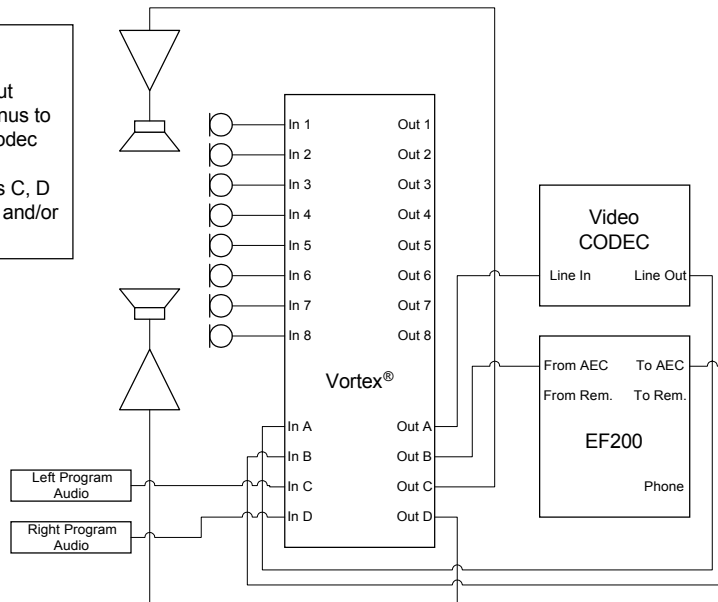 ut
nus to
odec
s C, D
and/or
In 1
Out 1
In 2
Out 2
In 3
Out 3
In 4
Out 4
In 5
Out 5
In 6
Out 6
In 7
Out 7
In 8
Out 8
Vortex®
In A
Out A
In B
Out B
In C
Out C
In D
Out D
Left Program
Audio
Right Program
Audio
Video
CODEC
Line In
Line Out
From AEC
To AEC
From Rem.
To Rem.
EF200
Phone